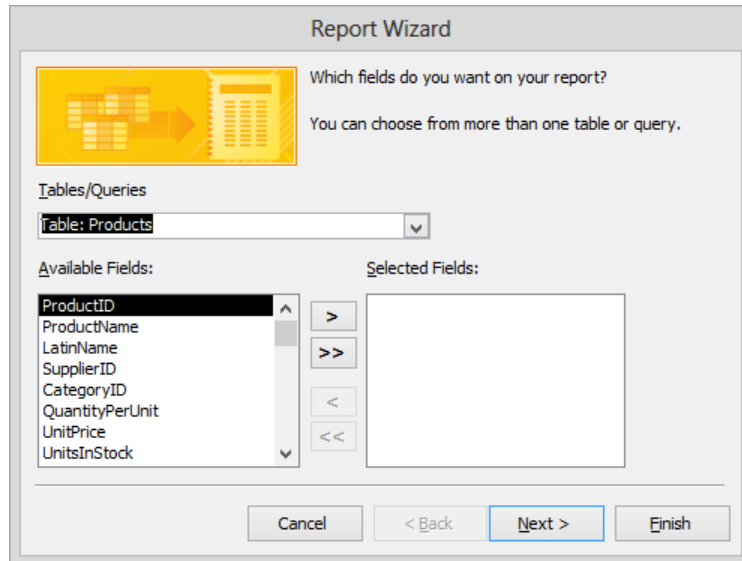 Report Wizard
Which fields do you want on your report?
You can choose from more than one table or query.
Tables/Queries
Table: Products
Available Fields:
Selected Fields:
ProductID
ProductName
LatinName
SupplierID
CategoryID
QuantityPerUnit
UnitPrice
UnitsInStock
>
>>
<
<<
Cancel
< Back
Next >
Finish